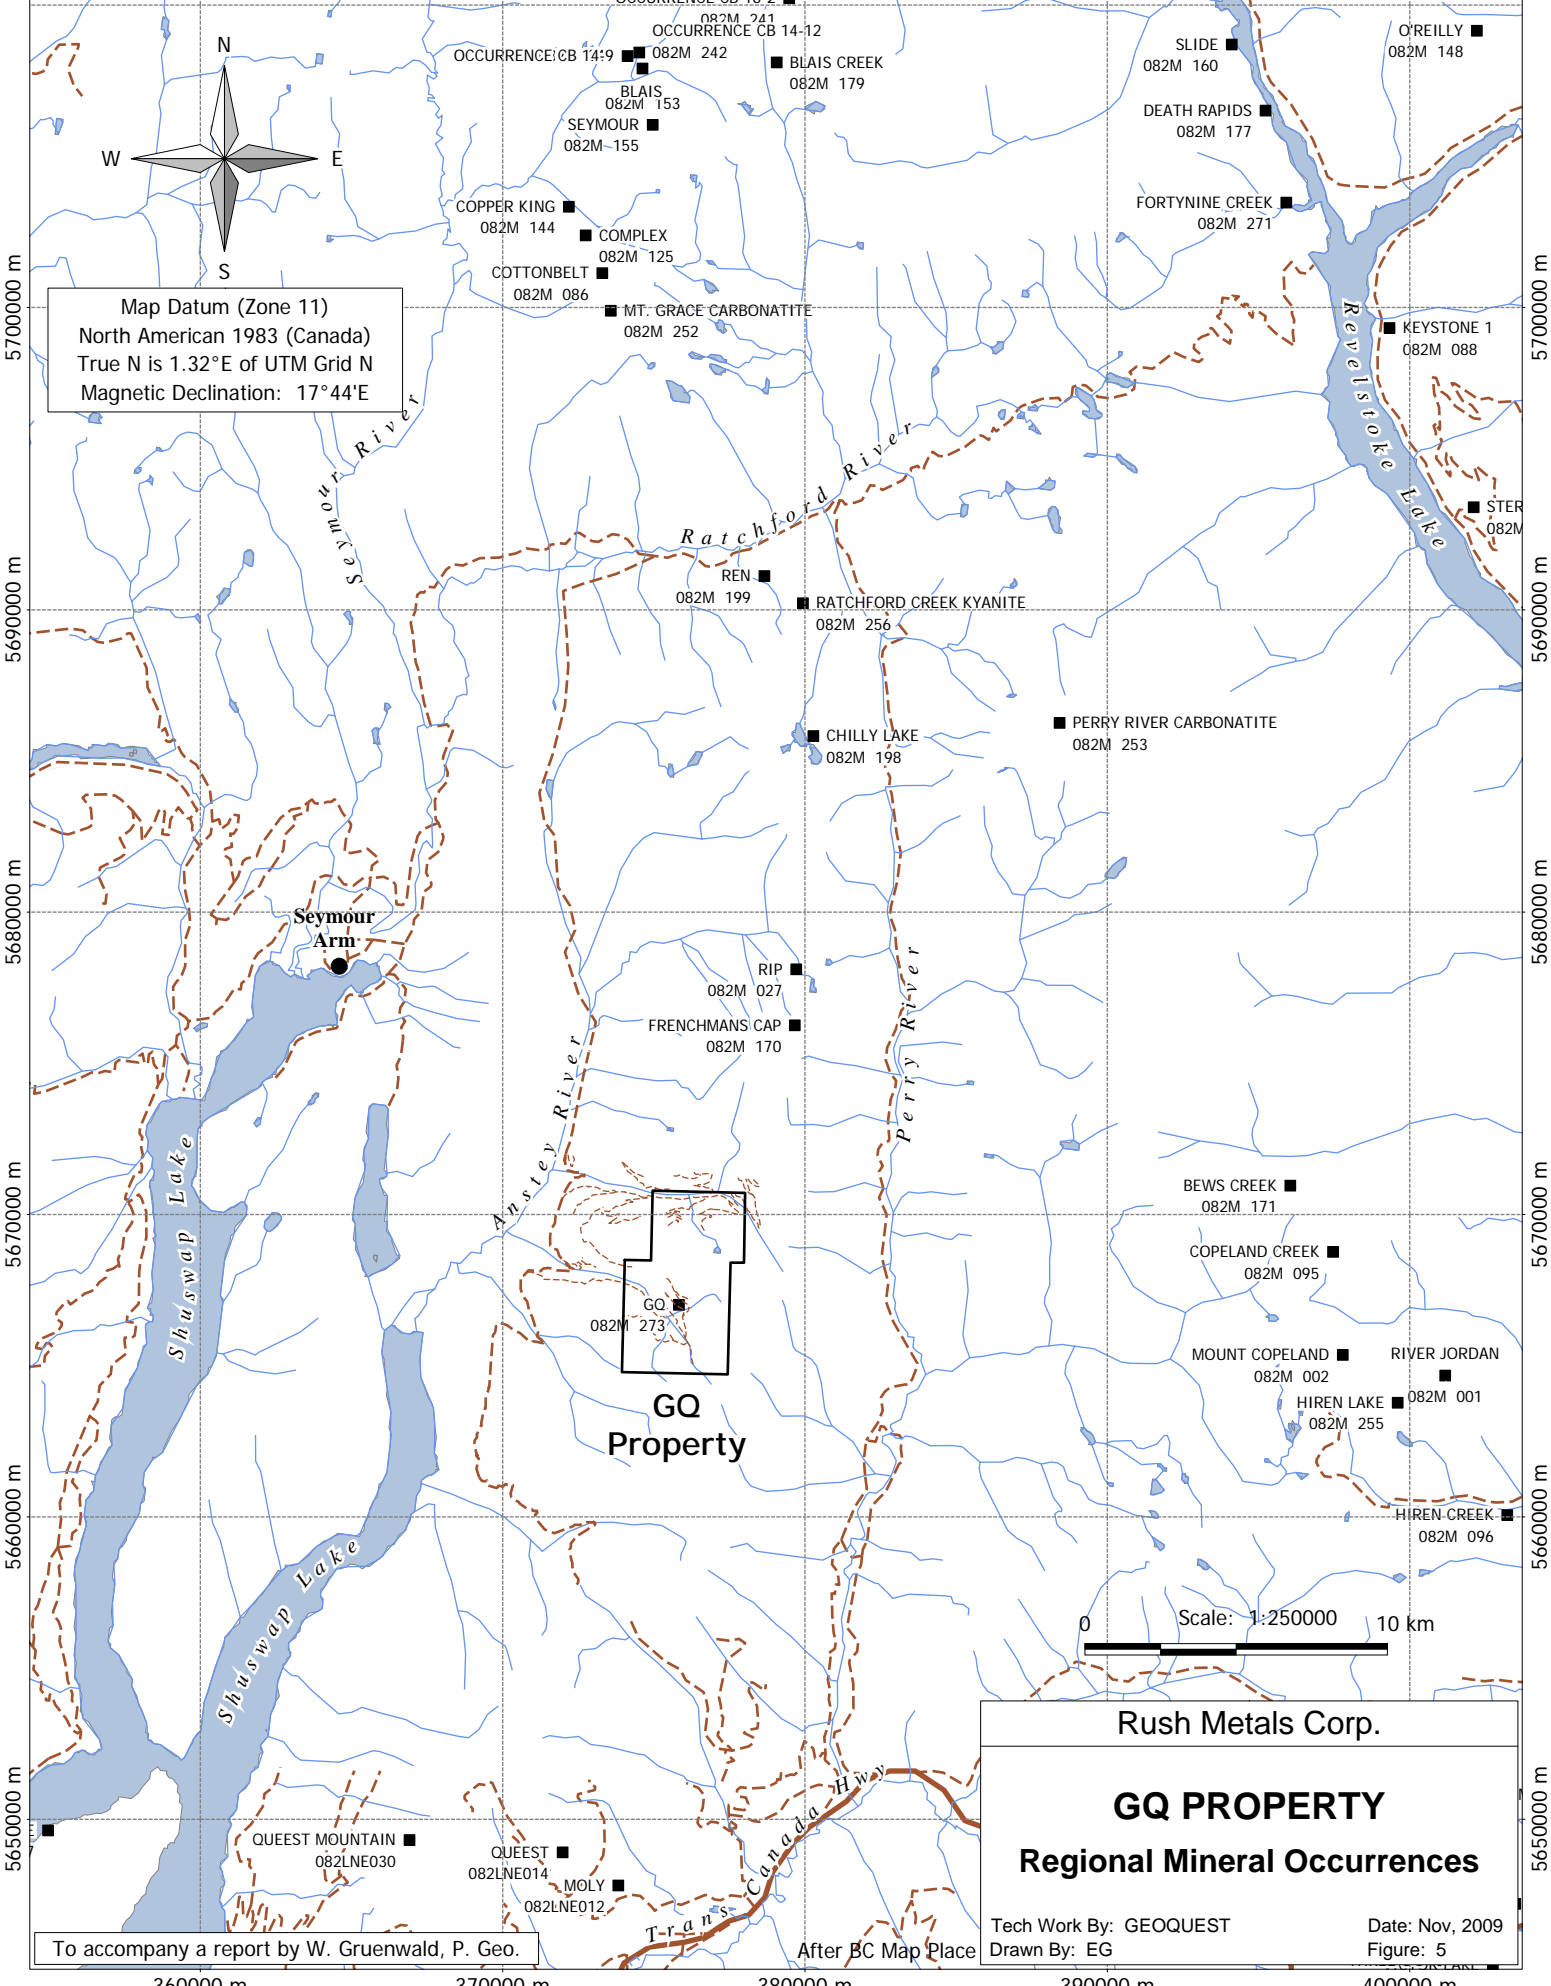 082M 241
OCCURRENCE CB 14-12
082M 242
BLAIS CREEK
082M 179
BLAIS
082M 153
SEYMOUR
082M 155
SLIDE
082M 160
O'REILLY
082M 148
DEATH RAPIDS
082M 177
FORTYNINE CREEK
082M 271
N
W
E
S
COPPER KING
082M 144
COMPLEX
082M 125
COTTONBELT
082M 086
MT. GRACE CARBONATITE
082M 252
KEYSTONE 1
082M 088
Map Datum (Zone 11)
North American 1983 (Canada)
True N is 1.32°E of UTM Grid N
Magnetic Declination: 17°44'E
5700000 m
5700000 m
Seymour River
Ratchford River
Revelstoke Lake
STER
082M
REN
082M 199
RATCHFORD CREEK KYANITE
082M 256
5690000 m
5690000 m
CHILLY LAKE
082M 198
PERRY RIVER CARBONATITE
082M 253
Seymour
Arm
5680000 m
5680000 m
RIP
082M 027
FRENCHMANS CAP
082M 170
Anstey River
Perry River
Shuswap Lake
BEWS CREEK
082M 171
5670000 m
5670000 m
COPELAND CREEK
082M 095
GQ
082M 273
GQ
Property
MOUNT COPELAND
082M 002
RIVER JORDAN
082M 001
HIREN LAKE
082M 255
5660000 m
5660000 m
HIREN CREEK
082M 096
Shuswap Lake
0
Scale: 1:250000
10 km
Rush Metals Corp.
GQ PROPERTY
Regional Mineral Occurrences
Tech Work By: GEOQUEST
Date: Nov, 2009
Drawn By: EG
Figure: 5
5650000 m
5650000 m
QUEEST MOUNTAIN
082LNE030
QUEEST
082LNE014
MOLY
082LNE012
Trans Canada Hwy
To accompany a report by W. Gruenwald, P. Geo.
After BC Map Place
360000 m
370000 m
380000 m
390000 m
400000 m